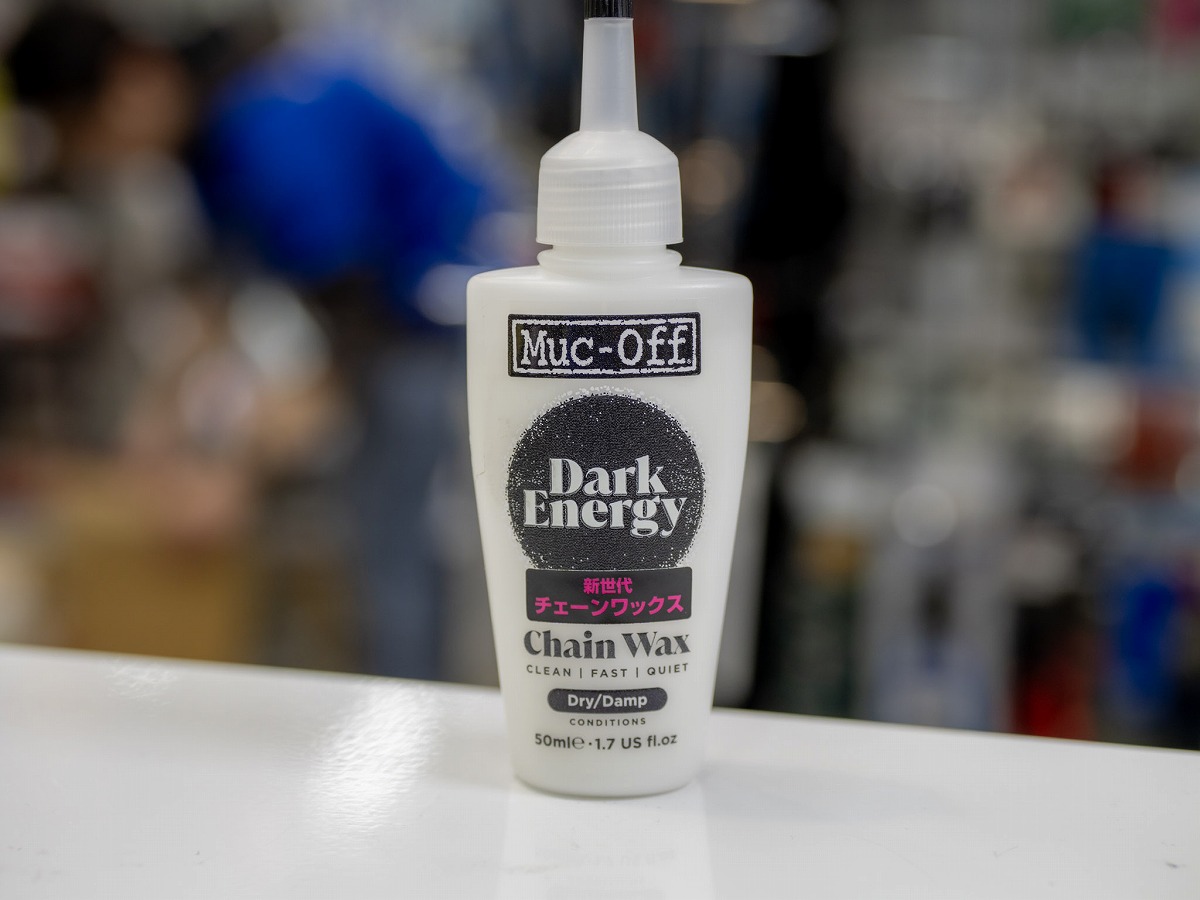 Muc-Off
Dark
Energy
新世代
チェーンワックス
Chain Wax
CLEAN | FAST | QUIET
Dry/Damp
CONDITIONS
50ml℮·1.7 US fl.oz